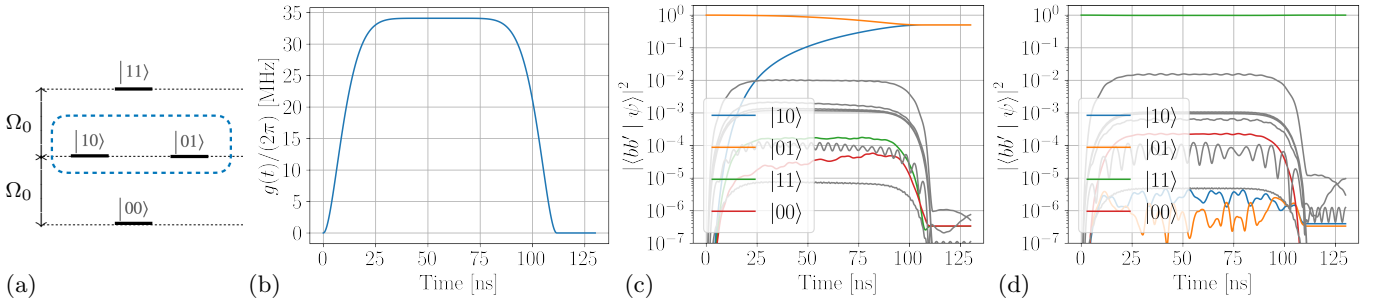 (a)
Ω₀
Ω₀
|11⟩
|10⟩
|01⟩
|00⟩
(b)
g(t)/(2π) [MHz]
35
30
25
20
15
10
5
0
0 25 50 75 100 125
Time [ns]
(c)
|⟨bb′ | ψ⟩|²
10⁰
10⁻¹
10⁻²
10⁻³
10⁻⁴
10⁻⁵
10⁻⁶
10⁻⁷
|10⟩
|01⟩
|11⟩
|00⟩
0 25 50 75 100 125
Time [ns]
(d)
|⟨bb′ | ψ⟩|²
10⁰
10⁻¹
10⁻²
10⁻³
10⁻⁴
10⁻⁵
10⁻⁶
10⁻⁷
|10⟩
|01⟩
|11⟩
|00⟩
0 25 50 75 100 125
Time [ns]